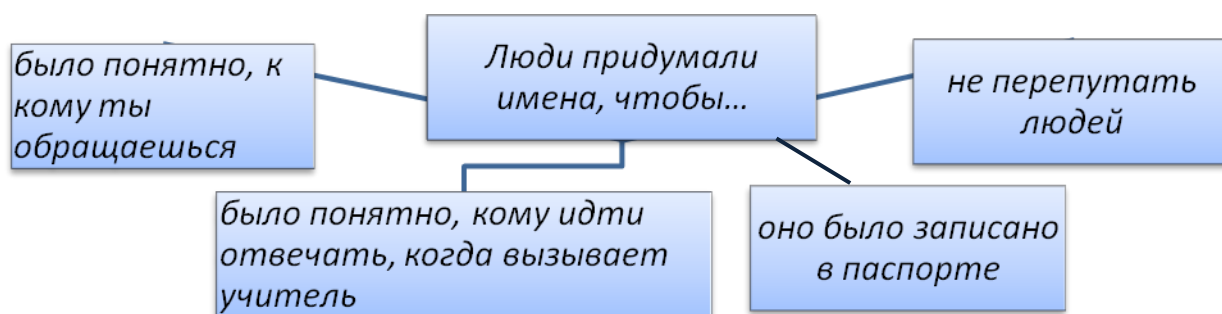 Люди придумали
имена, чтобы…
было понятно, к
кому ты
обращаешься
не перепутать
людей
было понятно, кому идти
отвечать, когда вызывает
учитель
оно было записано
в паспорте